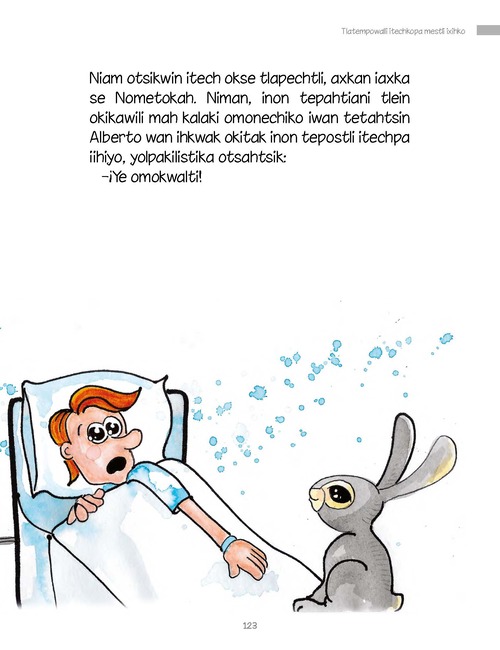 Tlatempowalli itechkopa mestli ixihko
Niam otsikwin itech okse tlapechtli, axkan iaxka
se Nometokah. Niman, inon tepahtiani tlein
okikawili mah kalaki omonechiko iwan tetahtsin
Alberto wan ihkwak okitak inon tepostli itechpa
iihiyo, yolpakilistika otsahtsik:
–¡Ye omokwalti!
123